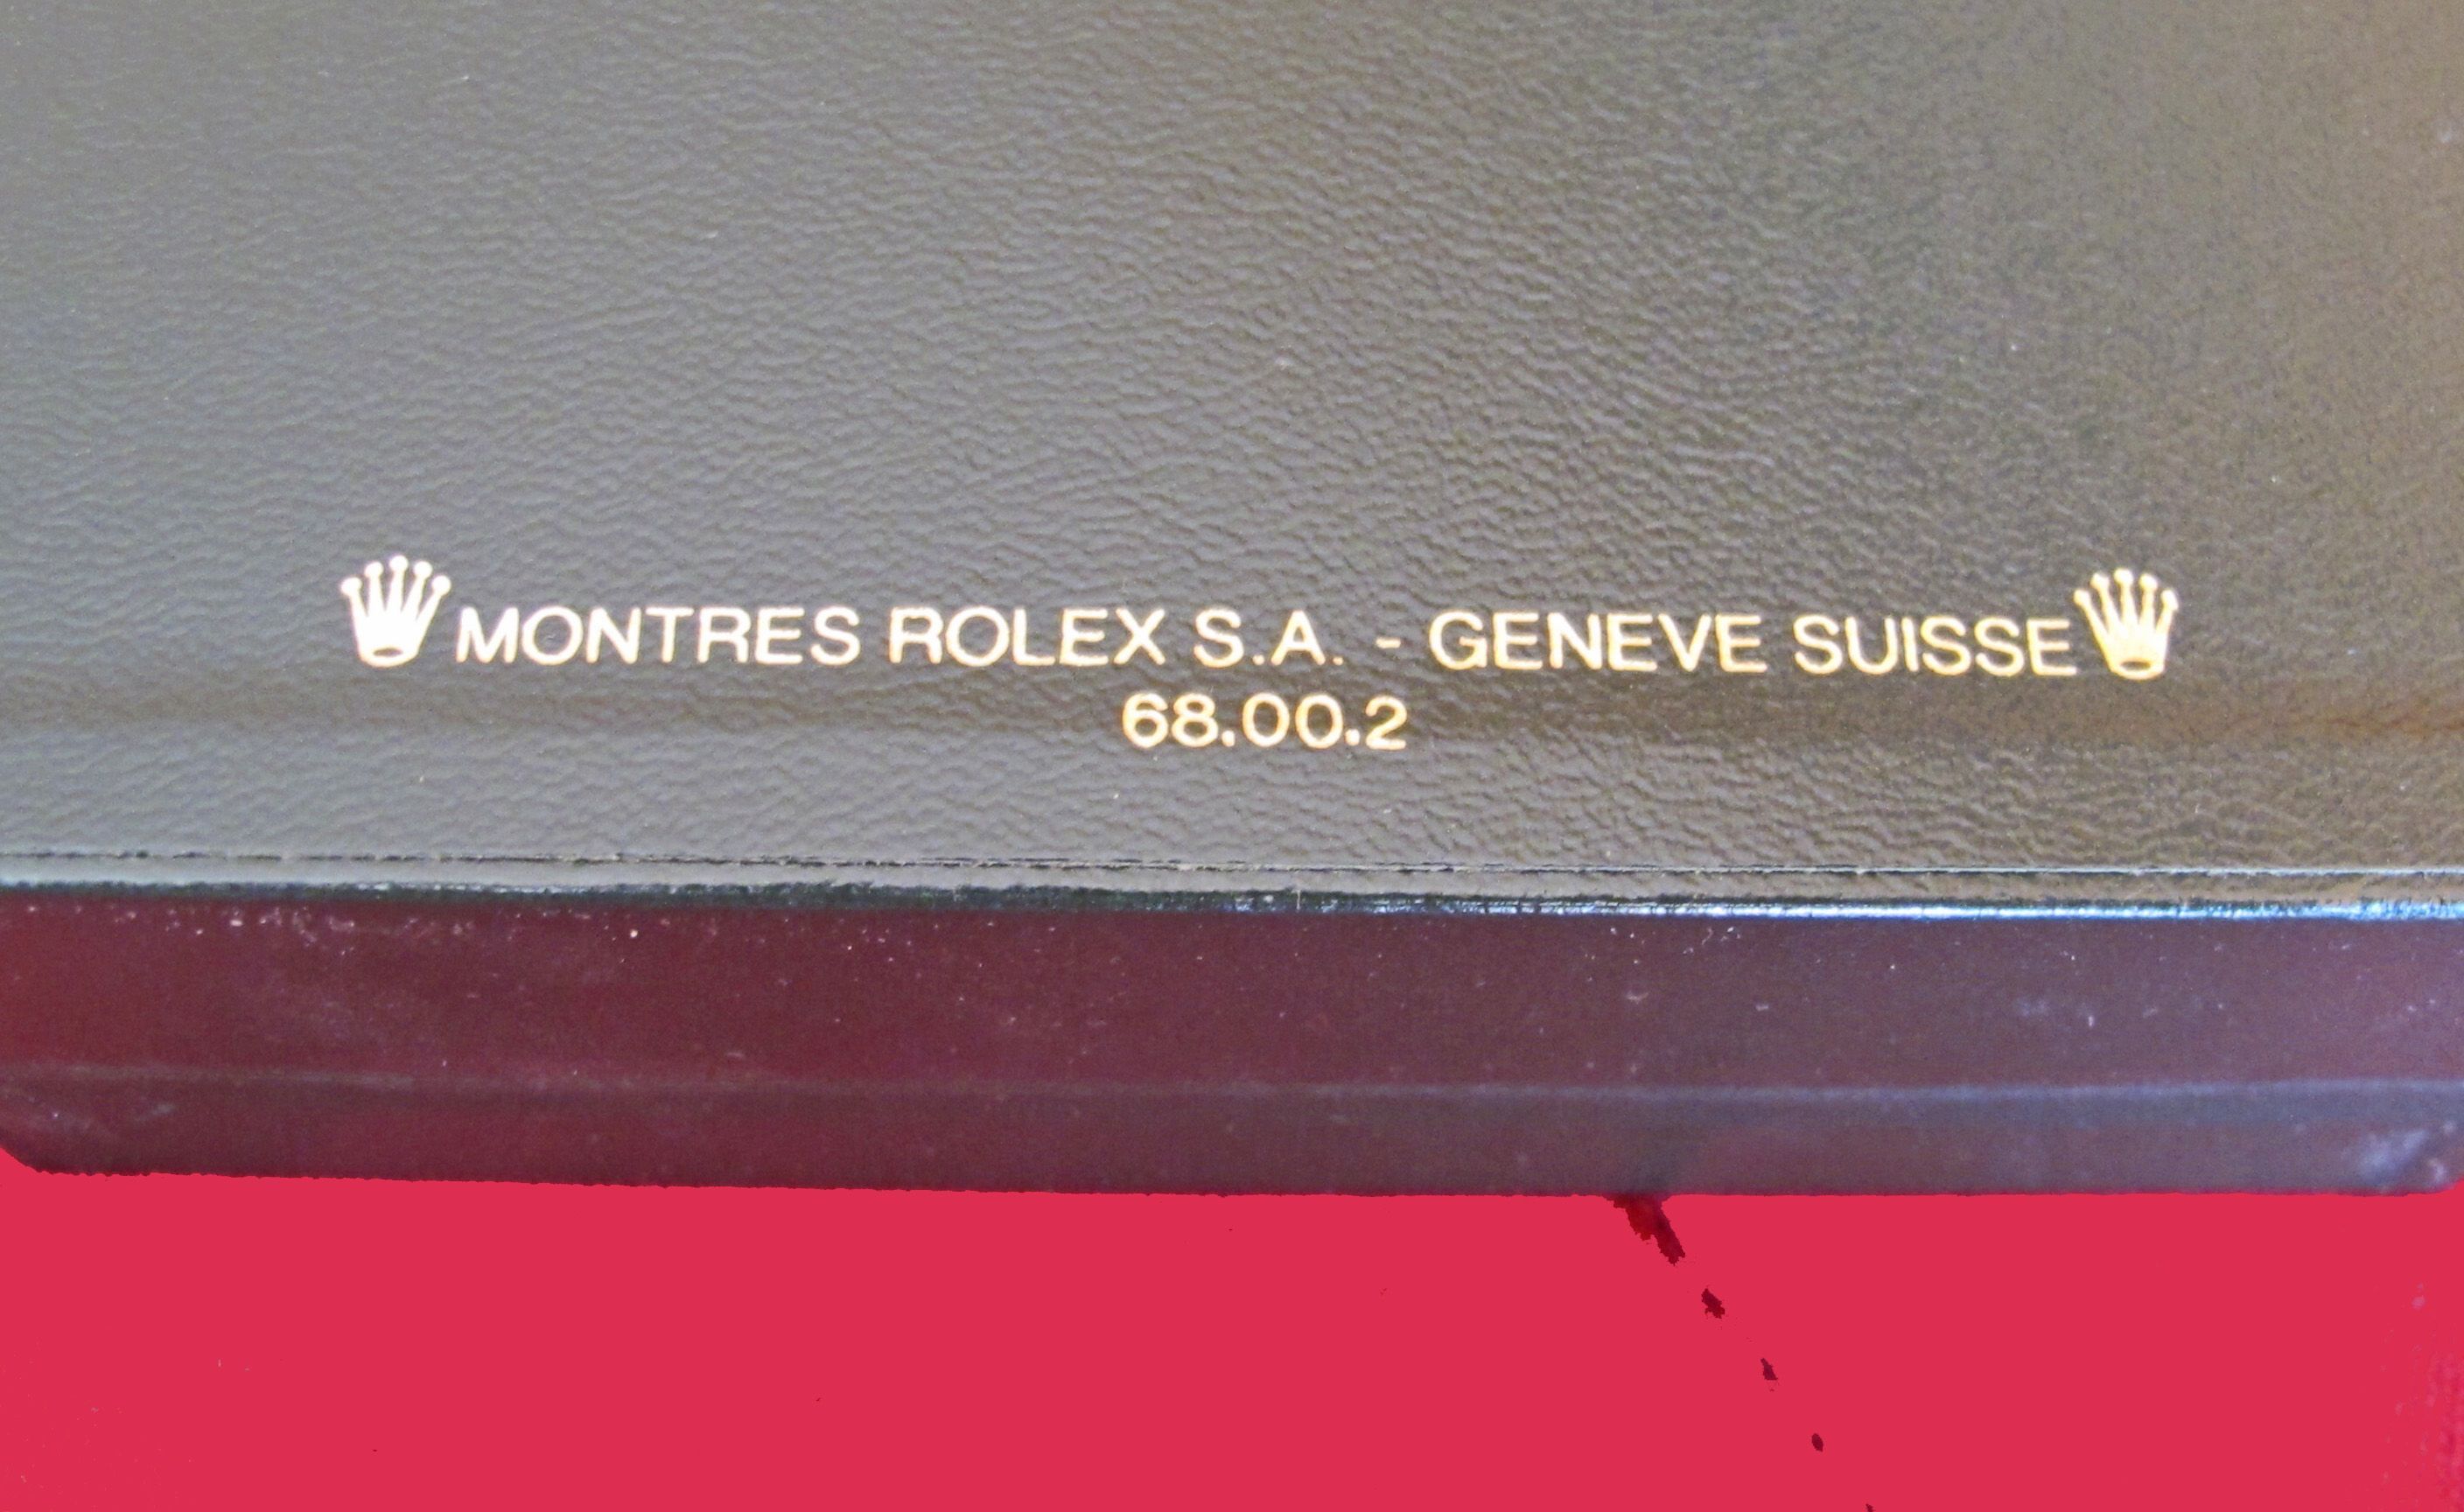 MONTRES ROLEX S.A. - GENEVE SUISSE
68.00.2